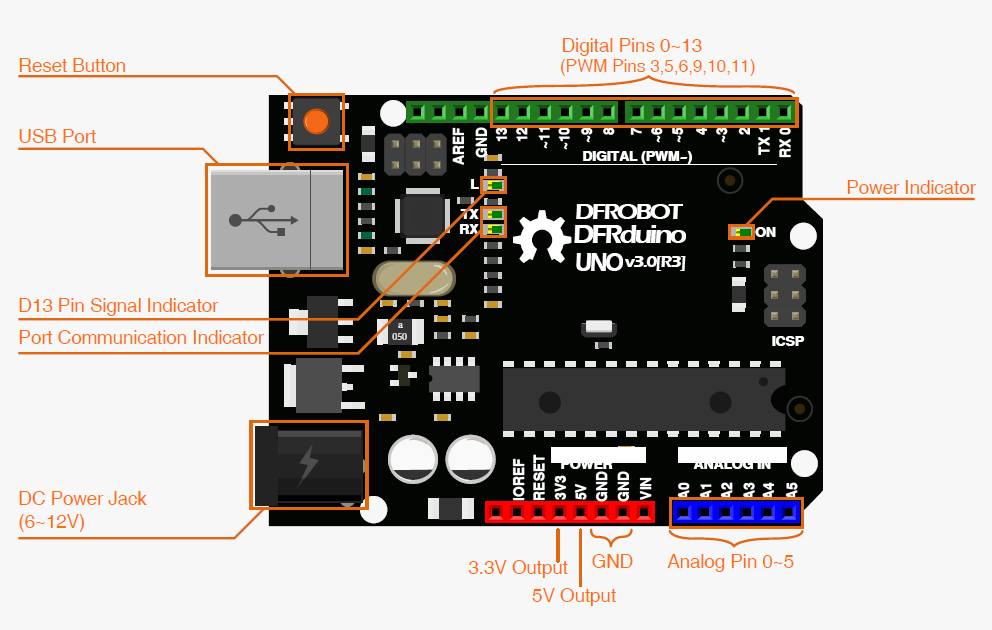 Digital Pins 0~13
(PWM Pins 3,5,6,9,10,11)
Reset Button
USB Port
AREF
GND
13
12
~11
~10
~9
8
7
~6
~5
4
~3
2
TX 1
RX 0
DIGITAL (PWM~)
L
TX
RX
Power Indicator
ON
DFROBOT
DFRduino
UNO v3.0[R3]
D13 Pin Signal Indicator
Port Communication Indicator
a
050
ICSP
DC Power Jack
(6~12V)
POWER
ANALOG IN
IOREF
RESET
3V3
5V
GND
GND
VIN
A0
A1
A2
A3
A4
A5
3.3V Output
5V Output
GND
Analog Pin 0~5